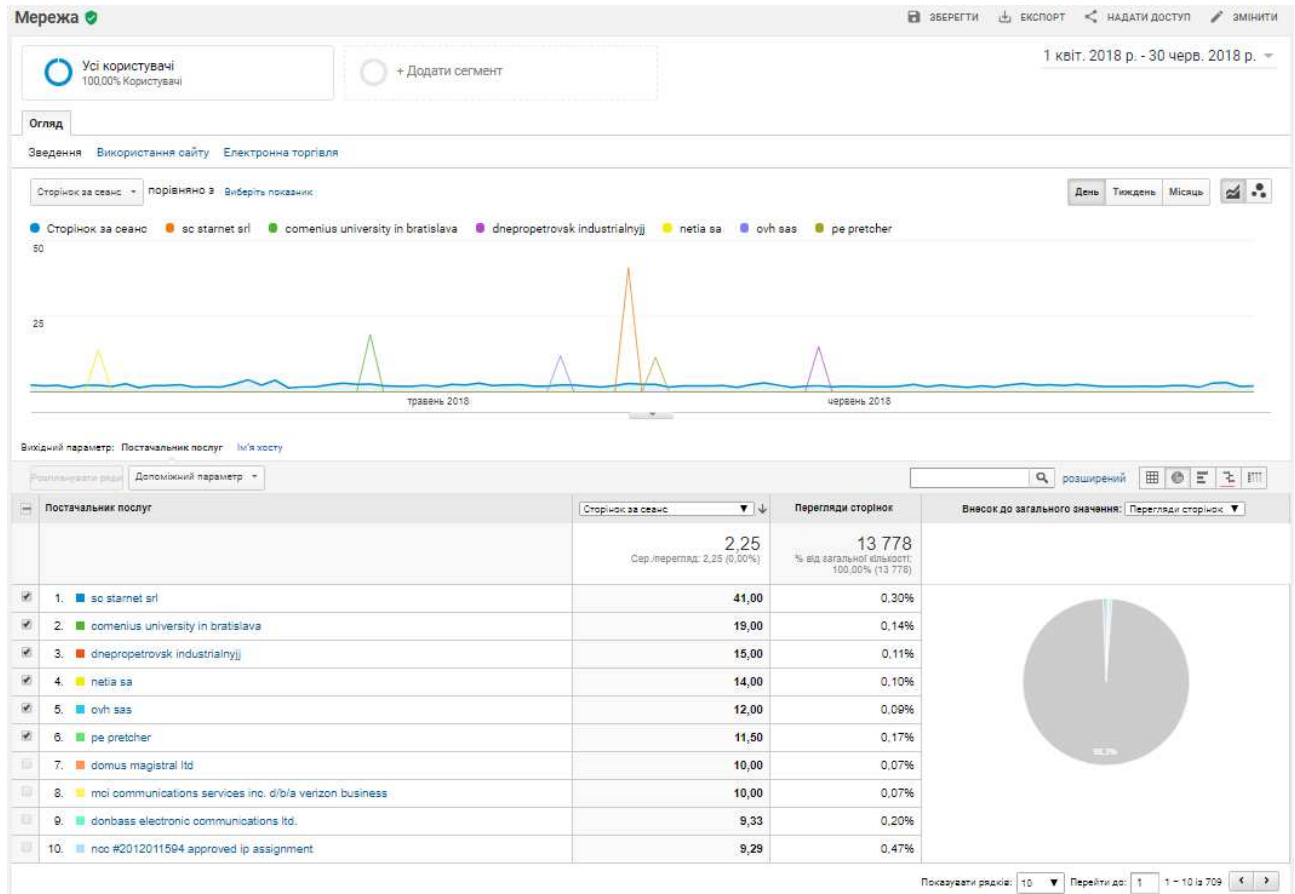 Мережа
ЗБЕРЕГТИ ЕКСПОРТ НАДАТИ ДОСТУП ЗМІНИТИ
Усі користувачі
100,00% Користувачі
+ Додати сегмент
1 квіт. 2018 р. - 30 черв. 2018 р.
Огляд
Зведення Використання сайту Електронна торгівля
Сторінок за сеанс порівняно з Виберіть показник
День Тиждень Місяць
Сторінок за сеанс sc starnet srl comenius university in bratislava dnepropetrovsk industrialnyjj netia sa ovh sas pe pretcher
50
25
травень 2018 червень 2018
Вихідний параметр: Постачальник послуг Ім'я хосту
Допоміжний параметр розширений
Постачальник послуг Сторінок за сеанс Перегляди сторінок Внесок до загального значення: Перегляди сторінок
2,25 13 778
Сер./перегляд: 2,25 (0,00%) % від загальної кількості:
100,00% (13 778)
1. sc starnet srl 41,00 0,30%
2. comenius university in bratislava 19,00 0,14%
3. dnepropetrovsk industrialnyjj 15,00 0,11%
4. netia sa 14,00 0,10%
5. ovh sas 12,00 0,09%
6. pe pretcher 11,50 0,17%
7. domus magistral ltd 10,00 0,07%
8. mci communications services inc. d/b/a verizon business 10,00 0,07%
9. donbass electronic communications ltd. 9,33 0,20%
10. ncc #2012011594 approved ip assignment 9,29 0,47%
Показувати рядків: 10 Перейти до: 1 1 – 10 із 709